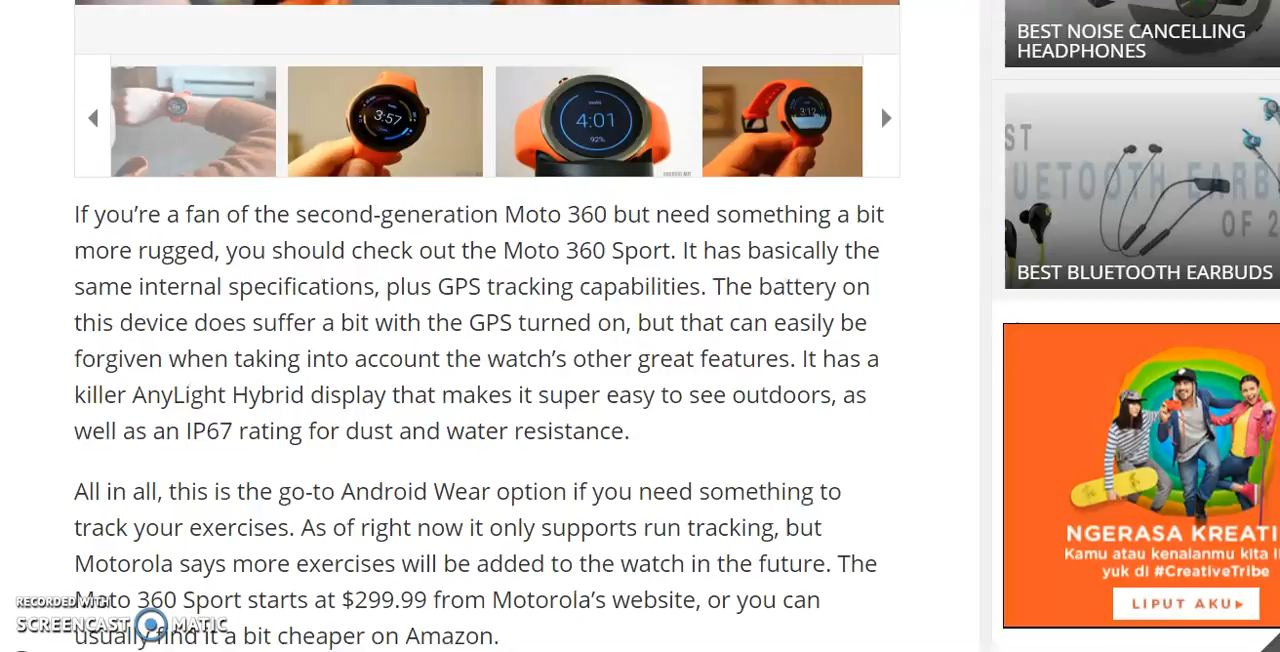 BEST NOISE CANCELLING
HEADPHONES
3:57
4:01
92%
3:12
ST
UETOOTH EARB
OF 2
BEST BLUETOOTH EARBUDS
If you’re a fan of the second-generation Moto 360 but need something a bit
more rugged, you should check out the Moto 360 Sport. It has basically the
same internal specifications, plus GPS tracking capabilities. The battery on
this device does suffer a bit with the GPS turned on, but that can easily be
forgiven when taking into account the watch’s other great features. It has a
killer AnyLight Hybrid display that makes it super easy to see outdoors, as
well as an IP67 rating for dust and water resistance.
All in all, this is the go-to Android Wear option if you need something to
track your exercises. As of right now it only supports run tracking, but
Motorola says more exercises will be added to the watch in the future. The
Moto 360 Sport starts at $299.99 from Motorola’s website, or you can
usually find it a bit cheaper on Amazon.
NGERASA KREATI
Kamu atau kenalanmu kita
yuk di #CreativeTribe
LIPUT AKU
RECORDED WITH
SCREENCAST MATIC